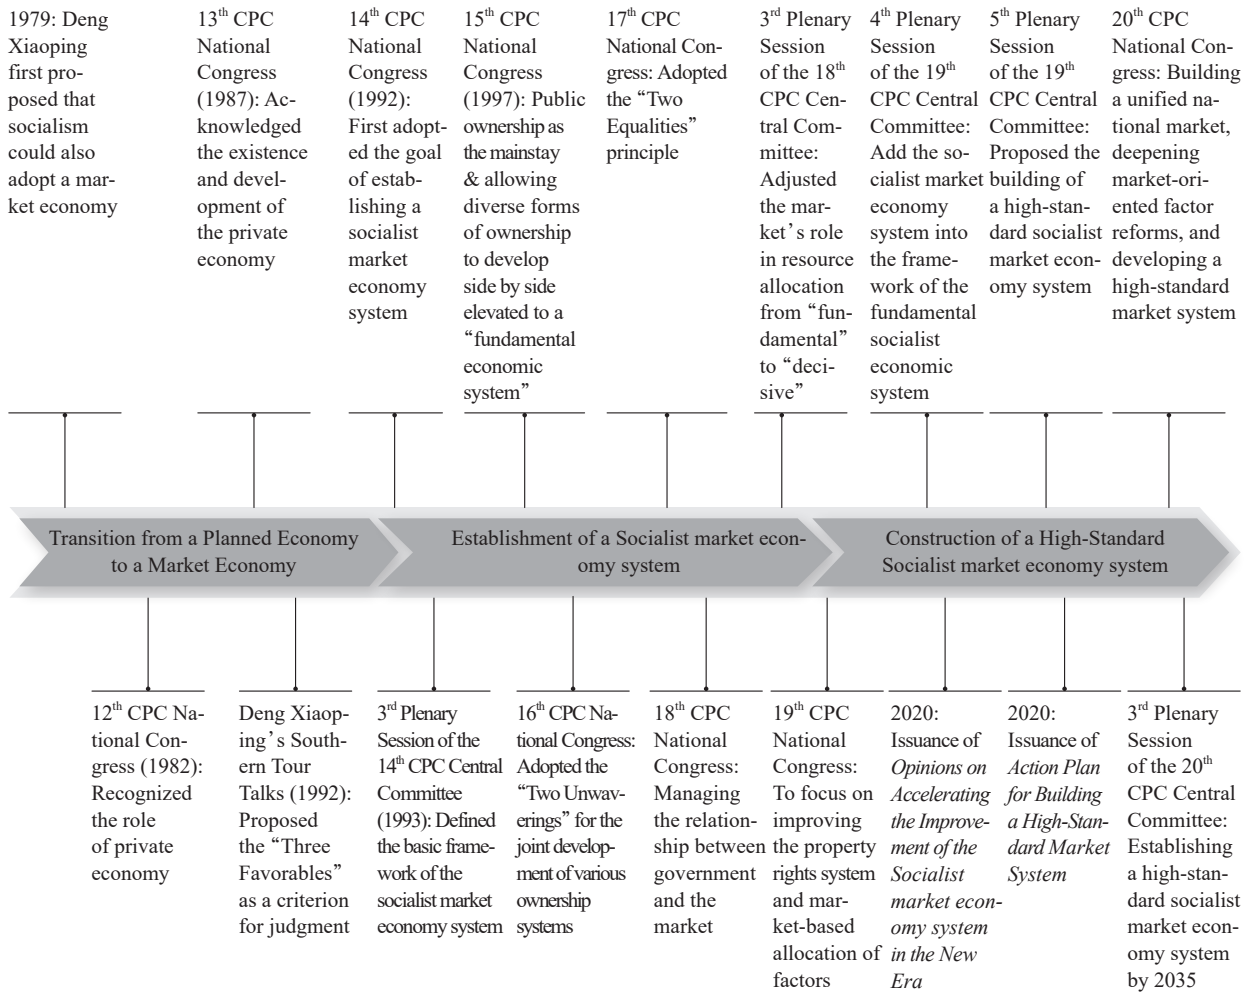 1979: Deng
Xiaoping
first pro-
posed that
socialism
could also
adopt a mar-
ket economy
13th CPC
National
Congress
(1987): Ac-
knowledged
the existence
and devel-
opment of
the private
economy
14th CPC
National
Congress
(1992):
First adopt-
ed the goal
of estab-
lishing a
socialist
market
economy
system
15th CPC
National
Congress
(1997): Public
ownership as
the mainstay
& allowing
diverse forms
of ownership
to develop
side by side
elevated to a
“fundamental
economic
system”
17th CPC
National Con-
gress: Adopted
the “Two
Equalities”
principle
3rd Plenary
Session
of the 18th
CPC Cen-
tral Com-
mittee:
Adjusted
the mar-
ket’s role
in resource
allocation
from “fun-
damental”
to “deci-
sive”
4th Plenary
Session
of the 19th
CPC Central
Committee:
Add the so-
cialist market
economy
system into
the frame-
work of the
fundamental
socialist
economic
system
5th Plenary
Session
of the 19th
CPC Central
Committee:
Proposed the
building of
a high-stan-
dard socialist
market econ-
omy system
20th CPC
National Con-
gress: Building
a unified na-
tional market,
deepening
market-ori-
ented factor
reforms, and
developing a
high-standard
market system
Transition from a Planned Economy
to a Market Economy
Establishment of a Socialist market econ-
omy system
Construction of a High-Standard
Socialist market economy system
12th CPC Na-
tional Con-
gress (1982):
Recognized
the role
of private
economy
Deng Xiaop-
ing’s South-
ern Tour
Talks (1992):
Proposed
the “Three
Favorables”
as a criterion
for judgment
3rd Plenary
Session of the
14th CPC Central
Committee
(1993): Defined
the basic frame-
work of the
socialist market
economy system
16th CPC Na-
tional Congress:
Adopted the
“Two Unwav-
erings” for the
joint develop-
ment of various
ownership
systems
18th CPC
National
Congress:
Managing
the relation-
ship between
government
and the
market
19th CPC
National
Congress:
To focus on
improving
the property
rights system
and mar-
ket-based
allocation of
factors
2020:
Issuance of
Opinions on
Accelerating
the Improve-
ment of the
Socialist
market econ-
omy system
in the New
Era
2020:
Issuance of
Action Plan
for Building
a High-Stan-
dard Market
System
3rd Plenary
Session
of the 20th
CPC Central
Committee:
Establishing
a high-stan-
dard socialist
market econ-
omy system
by 2035